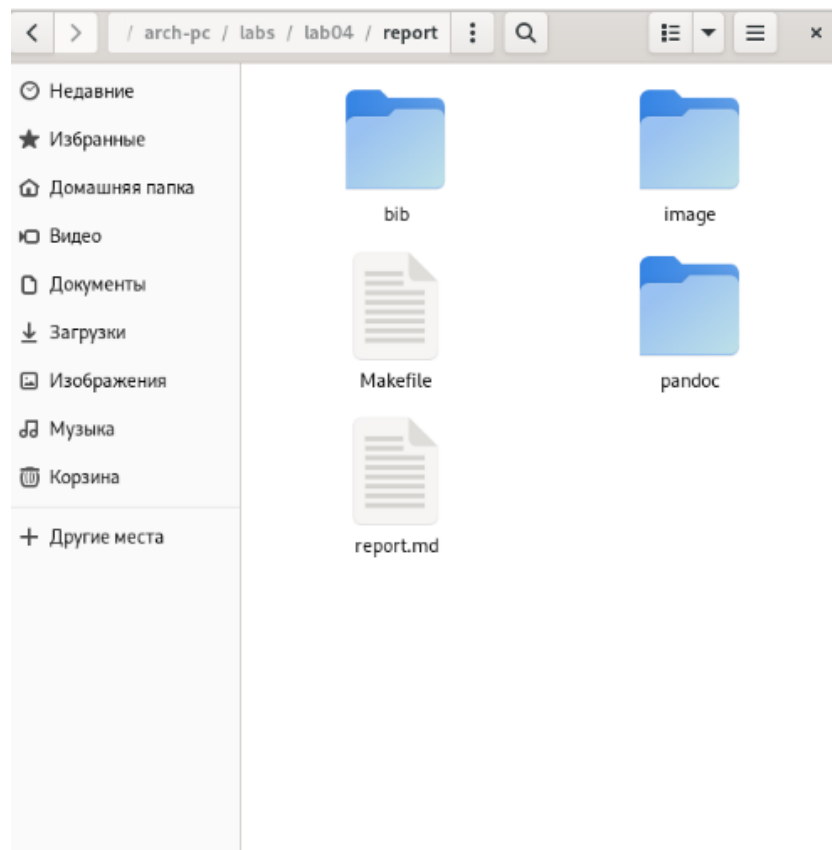 / arch-pc / labs / lab04 / report
Недавние
Избранные
Домашняя папка
Видео
Документы
Загрузки
Изображения
Музыка
Корзина
Другие места
bib
image
Makefile
pandoc
report.md